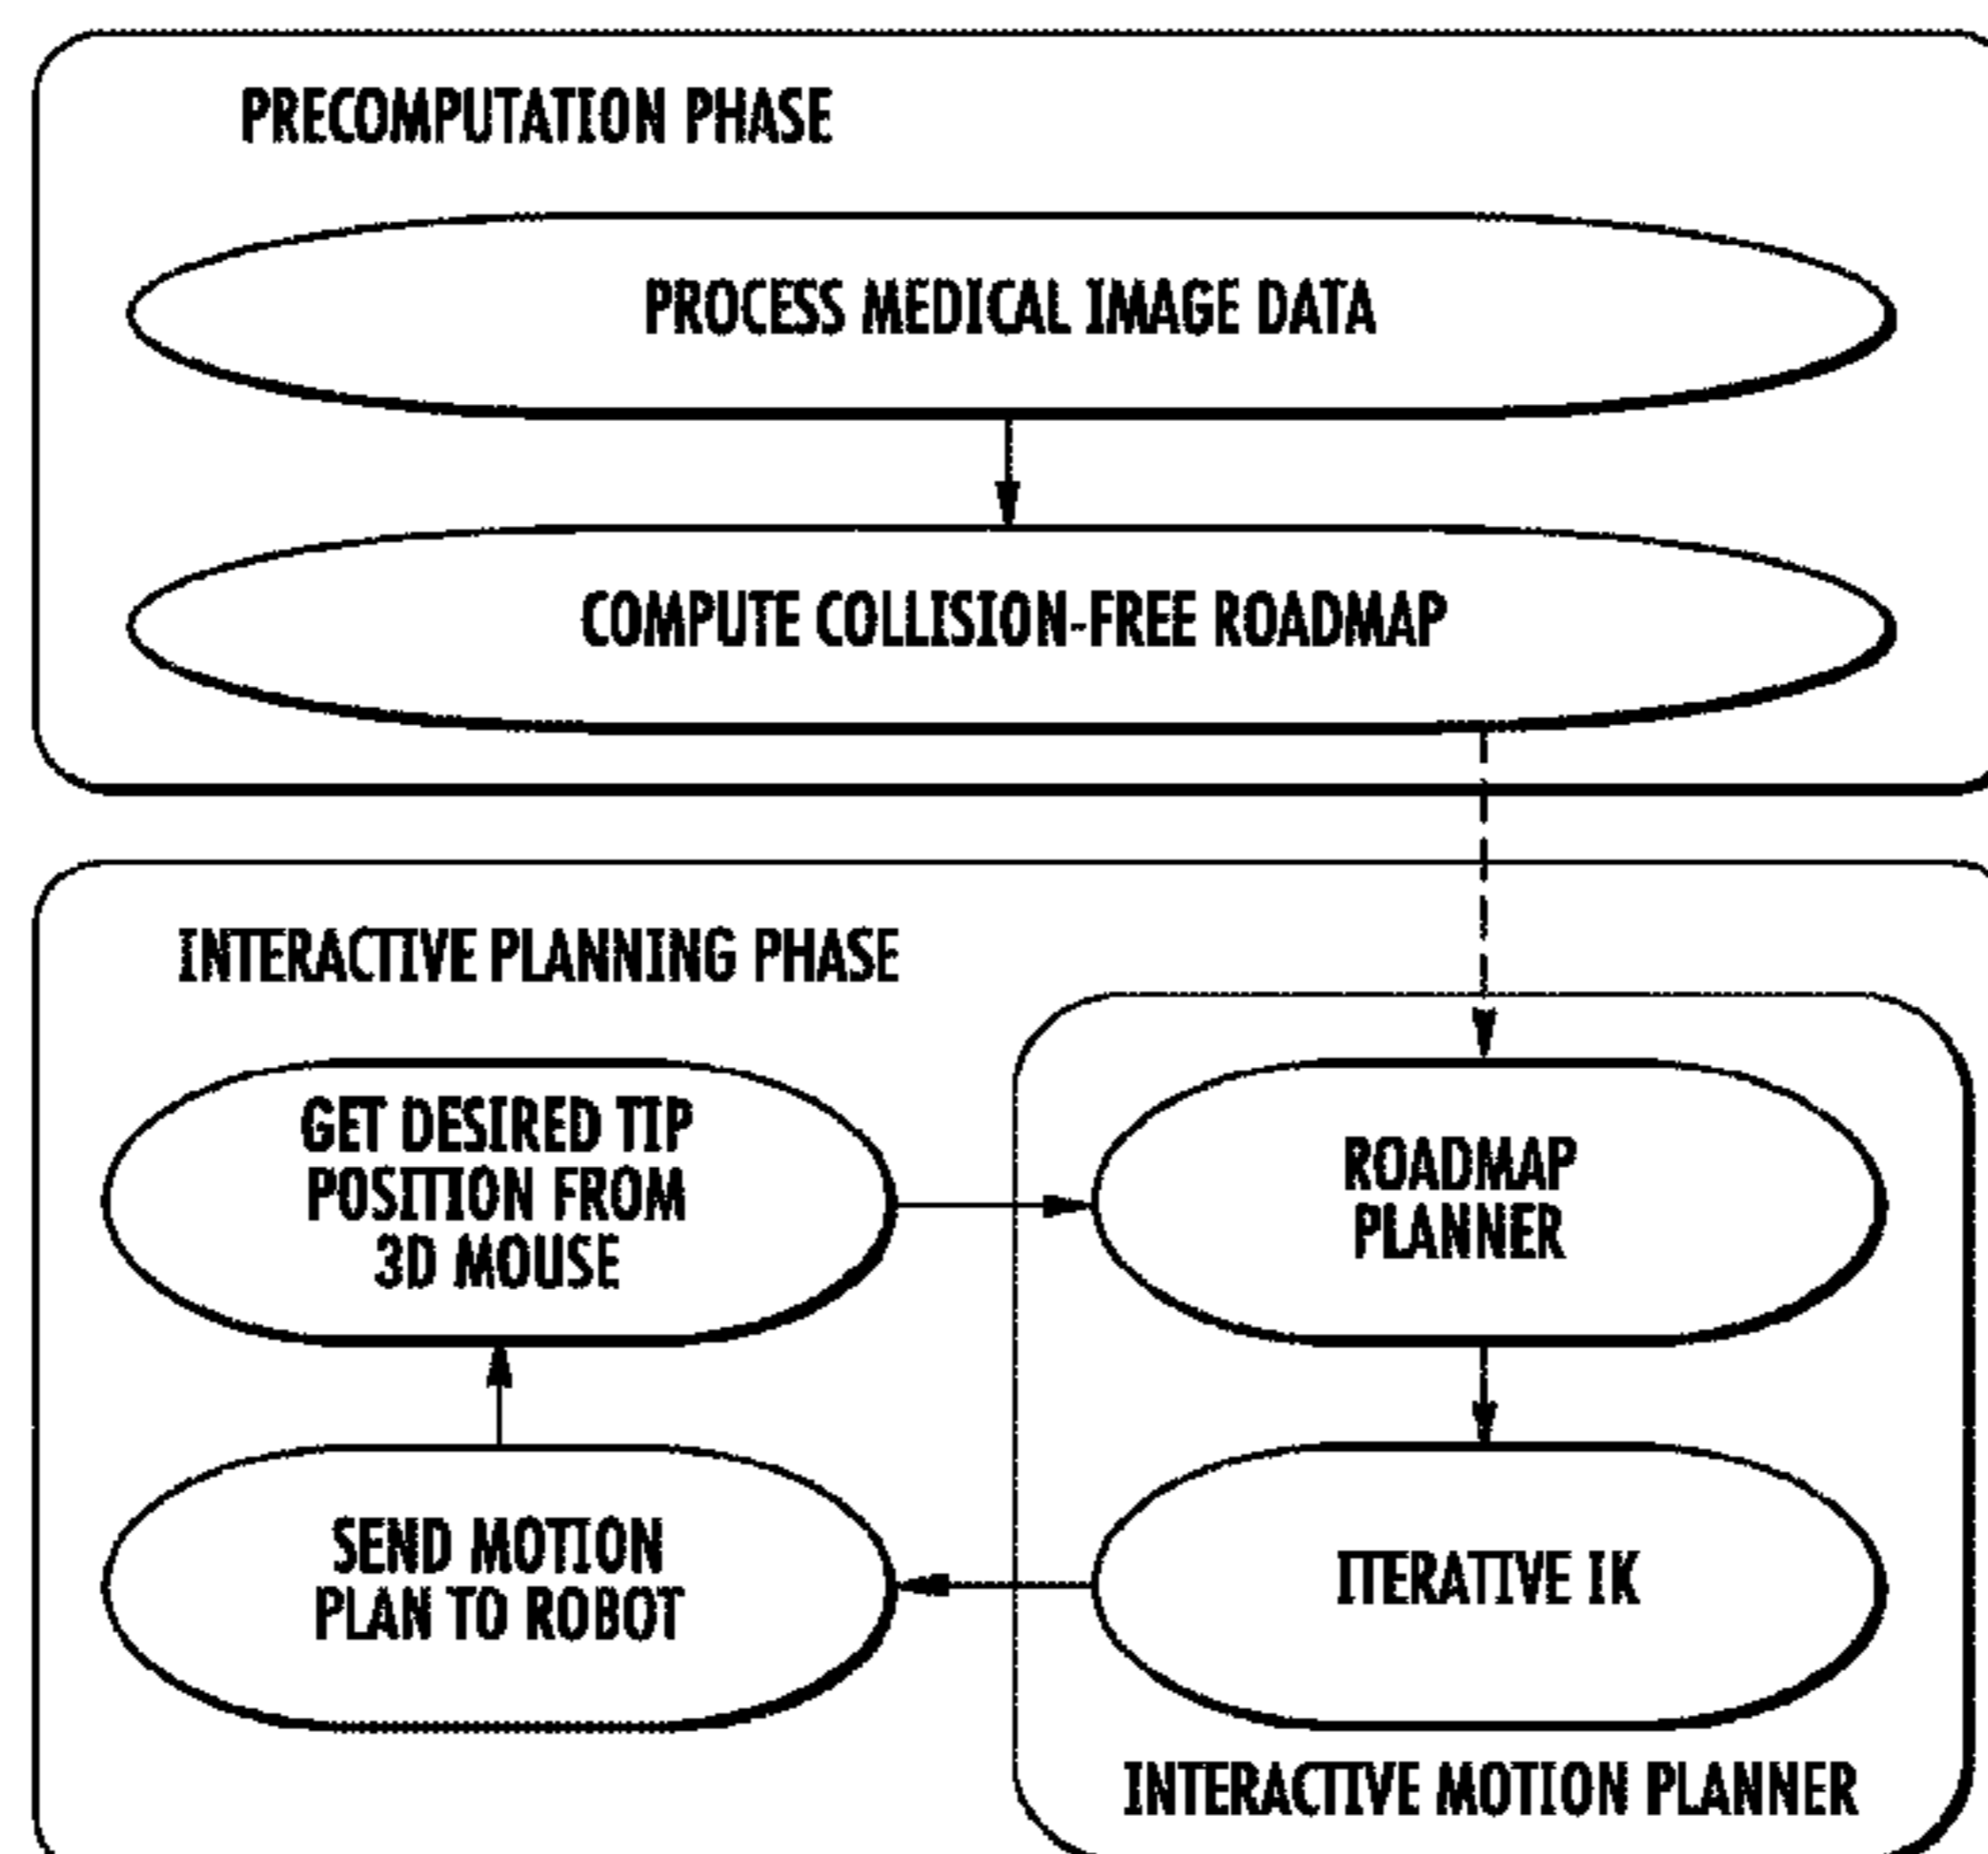 PRECOMPUTATION PHASE
PROCESS MEDICAL IMAGE DATA
COMPUTE COLLISION-FREE ROADMAP
INTERACTIVE PLANNING PHASE
GET DESIRED TIP
POSITION FROM
3D MOUSE
ROADMAP
PLANNER
SEND MOTION
PLAN TO ROBOT
ITERATIVE IK
INTERACTIVE MOTION PLANNER